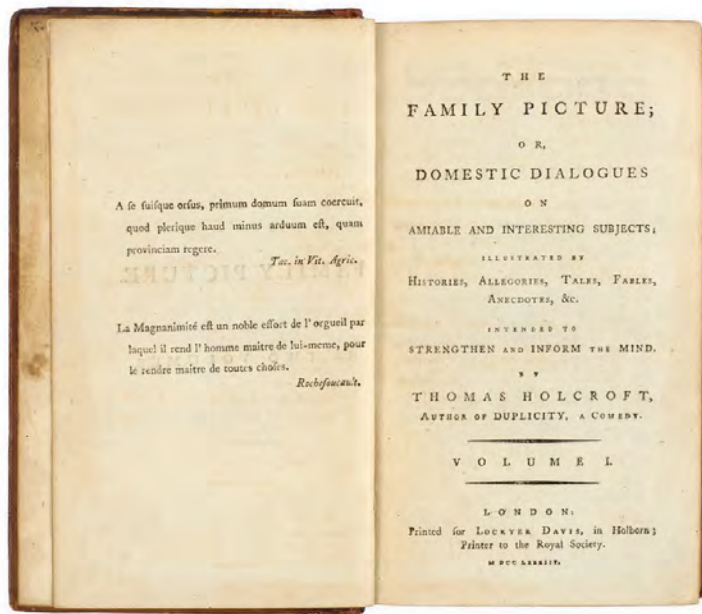 A se suisque orsus, primum domum suam coercuit,
quod plerique haud minus arduum est, quam
provinciam regere.
Tac. in Vit. Agric.
La Magnanimité est un noble effort de l' orgueil par
laquel il rend l' homme maitre de lui-meme, pour
le rendre maitre de toutes choses.
Rochefoucault.
THE
FAMILY PICTURE;
OR,
DOMESTIC DIALOGUES
ON
AMIABLE AND INTERESTING SUBJECTS;
ILLUSTRATED BY
HISTORIES, ALLEGORIES, TALES, FABLES,
ANECDOTES, &c.
INTENDED TO
STRENGTHEN AND INFORM THE MIND.
BY
THOMAS HOLCROFT,
AUTHOR OF DUPLICITY, A COMEDY.
VOLUME I.
LONDON:
Printed for LOCKYER DAVIS, in Holborn;
Printer to the Royal Society.
M DCC LXXXIII.